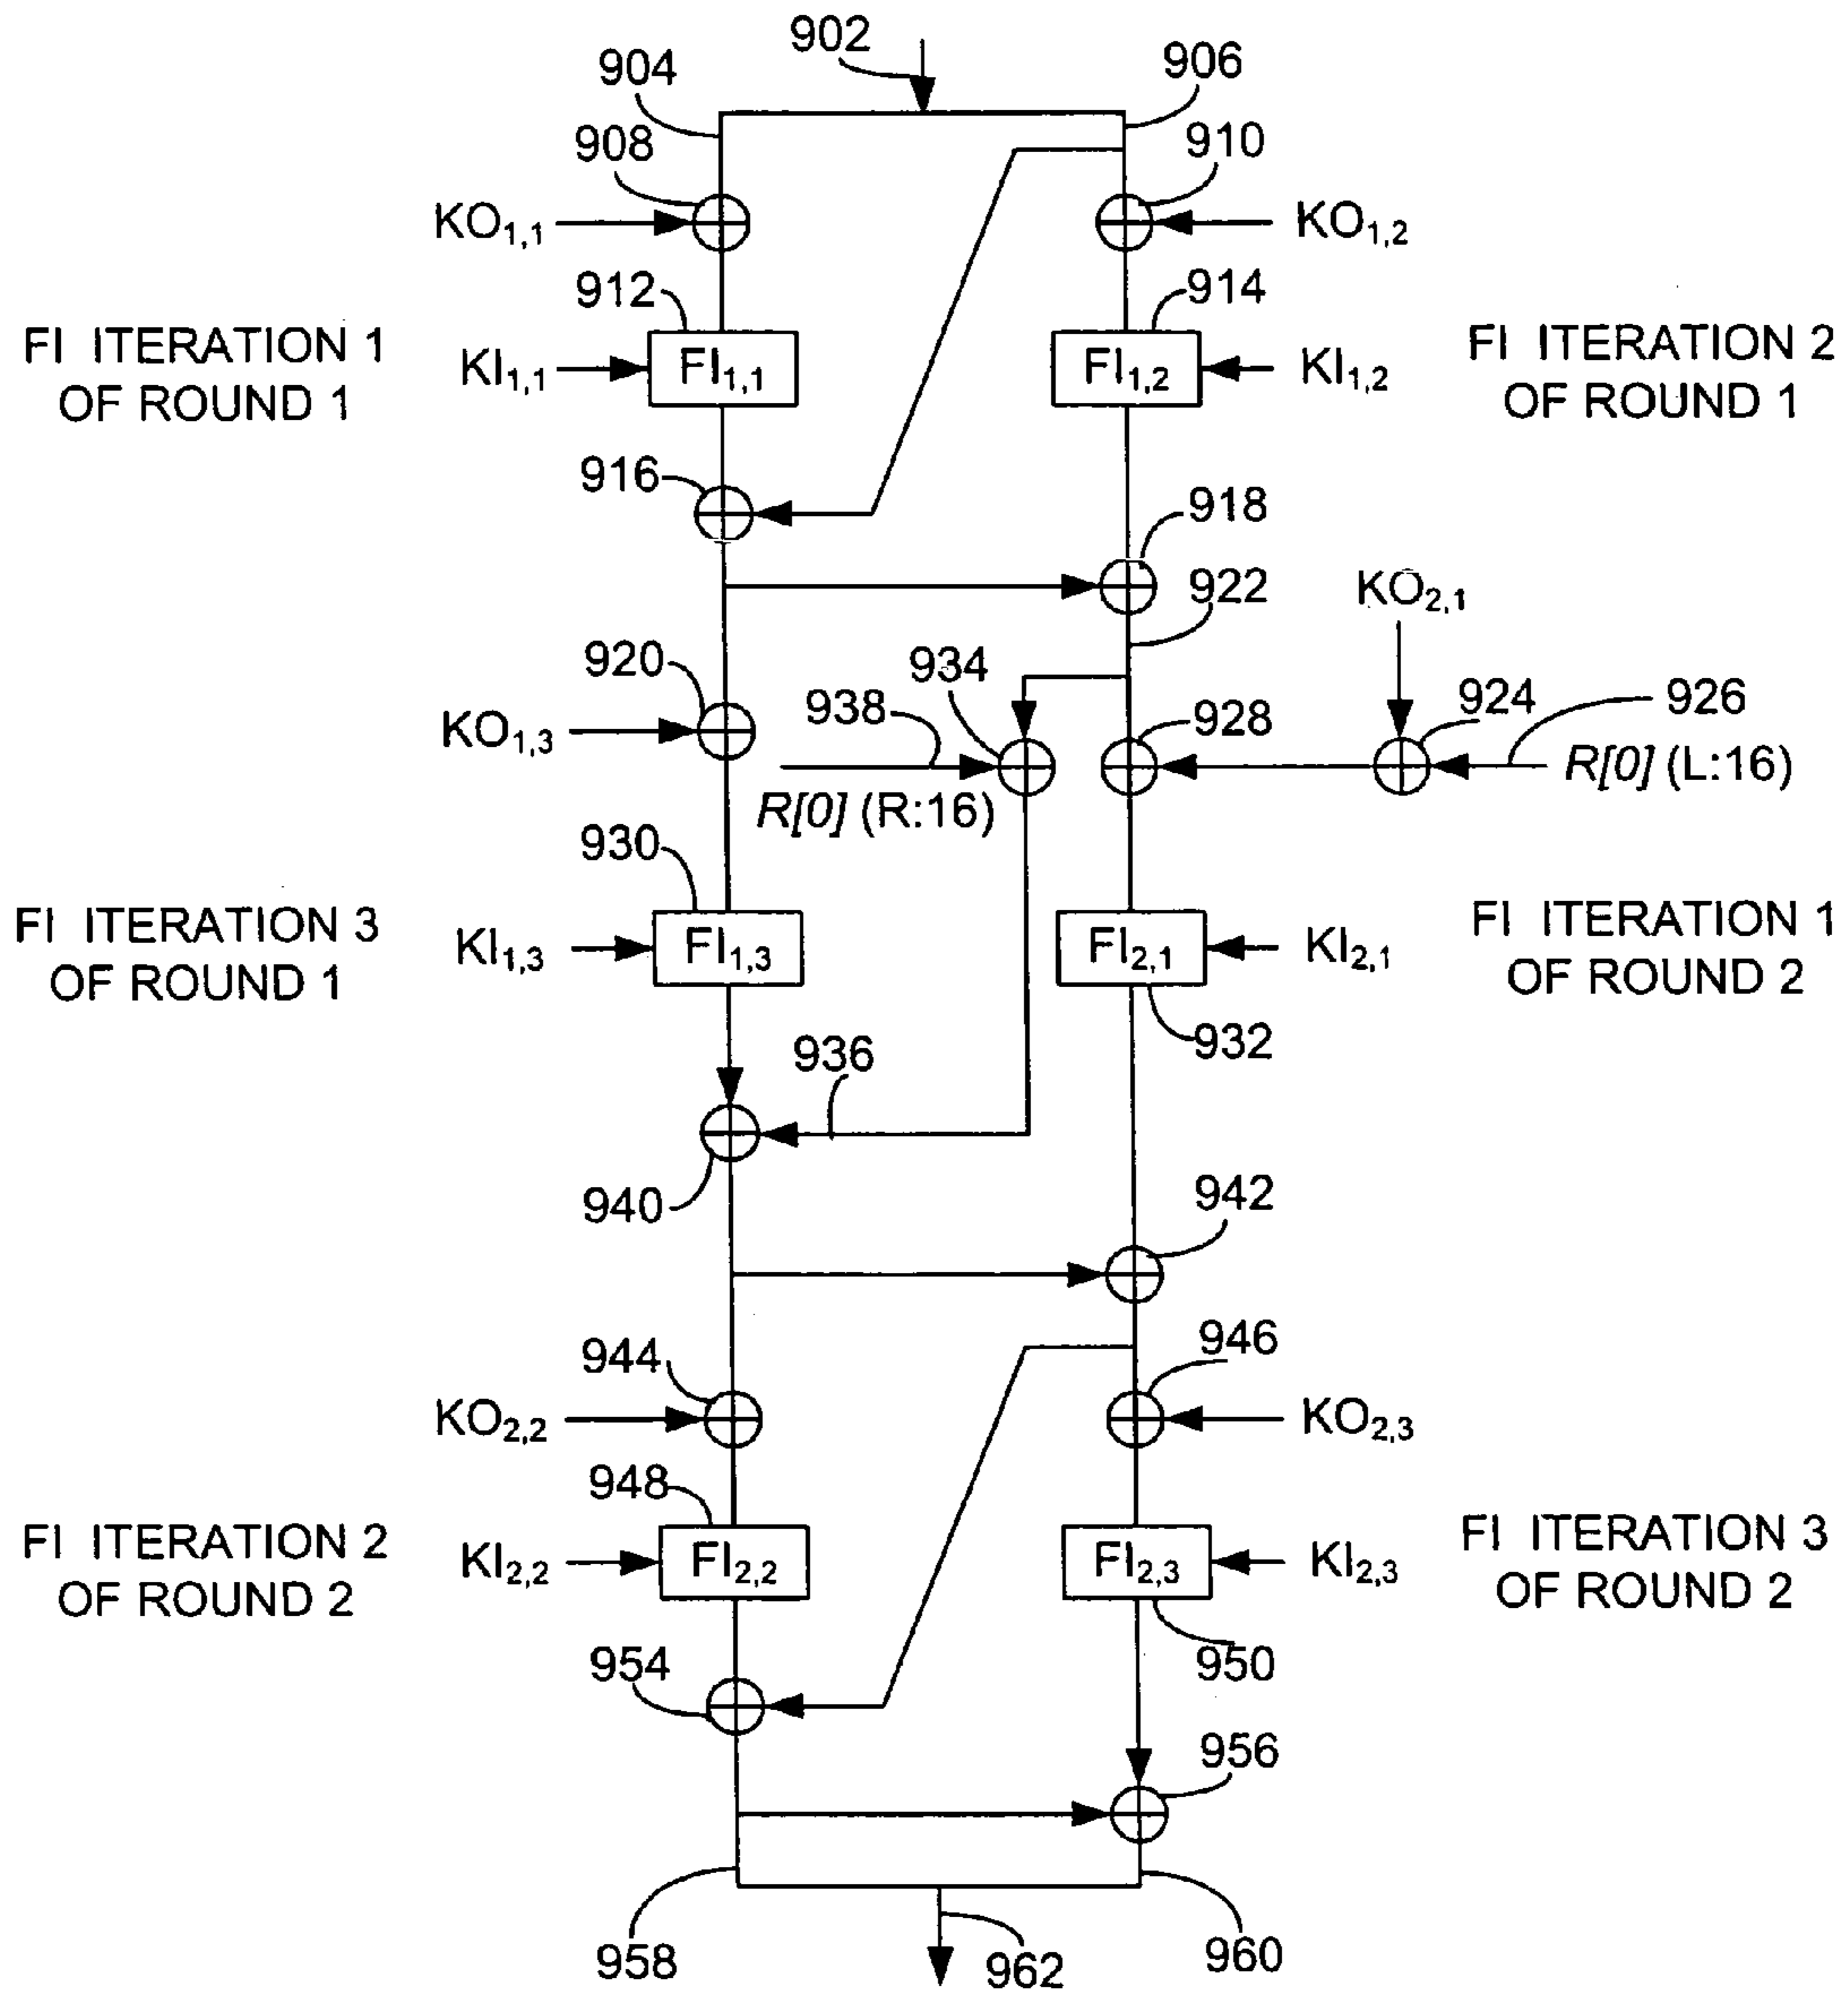 902
904
906
908
910
KO1,1
KO1,2
912
914
FI ITERATION 1
OF ROUND 1
KI1,1
FI1,1
FI1,2
KI1,2
FI ITERATION 2
OF ROUND 1
916
918
922
KO2,1
920
934
938
928
924
926
KO1,3
R[0] (R:16)
R[0] (L:16)
930
FI ITERATION 3
OF ROUND 1
KI1,3
FI1,3
FI2,1
KI2,1
FI ITERATION 1
OF ROUND 2
932
936
940
942
944
946
KO2,2
KO2,3
948
FI ITERATION 2
OF ROUND 2
KI2,2
FI2,2
FI2,3
KI2,3
FI ITERATION 3
OF ROUND 2
950
954
956
958
962
960